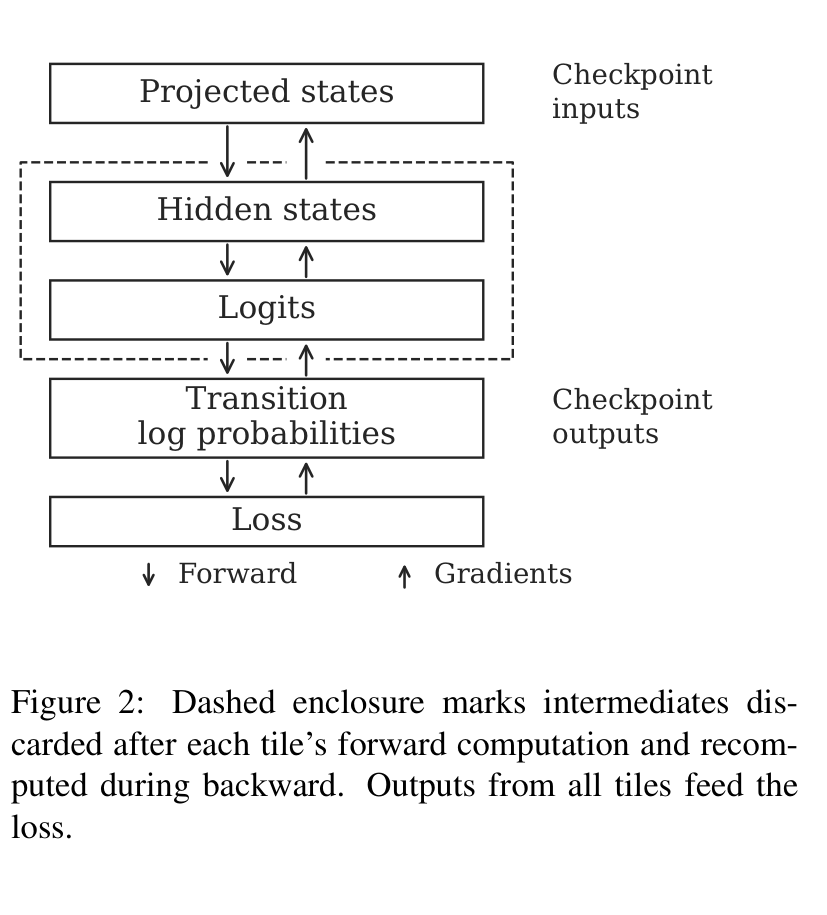 Projected states
Checkpoint
inputs
Hidden states
Logits
Transition
log probabilities
Checkpoint
outputs
Loss
Forward
Gradients
Figure 2: Dashed enclosure marks intermediates dis-
carded after each tile's forward computation and recom-
puted during backward. Outputs from all tiles feed the
loss.